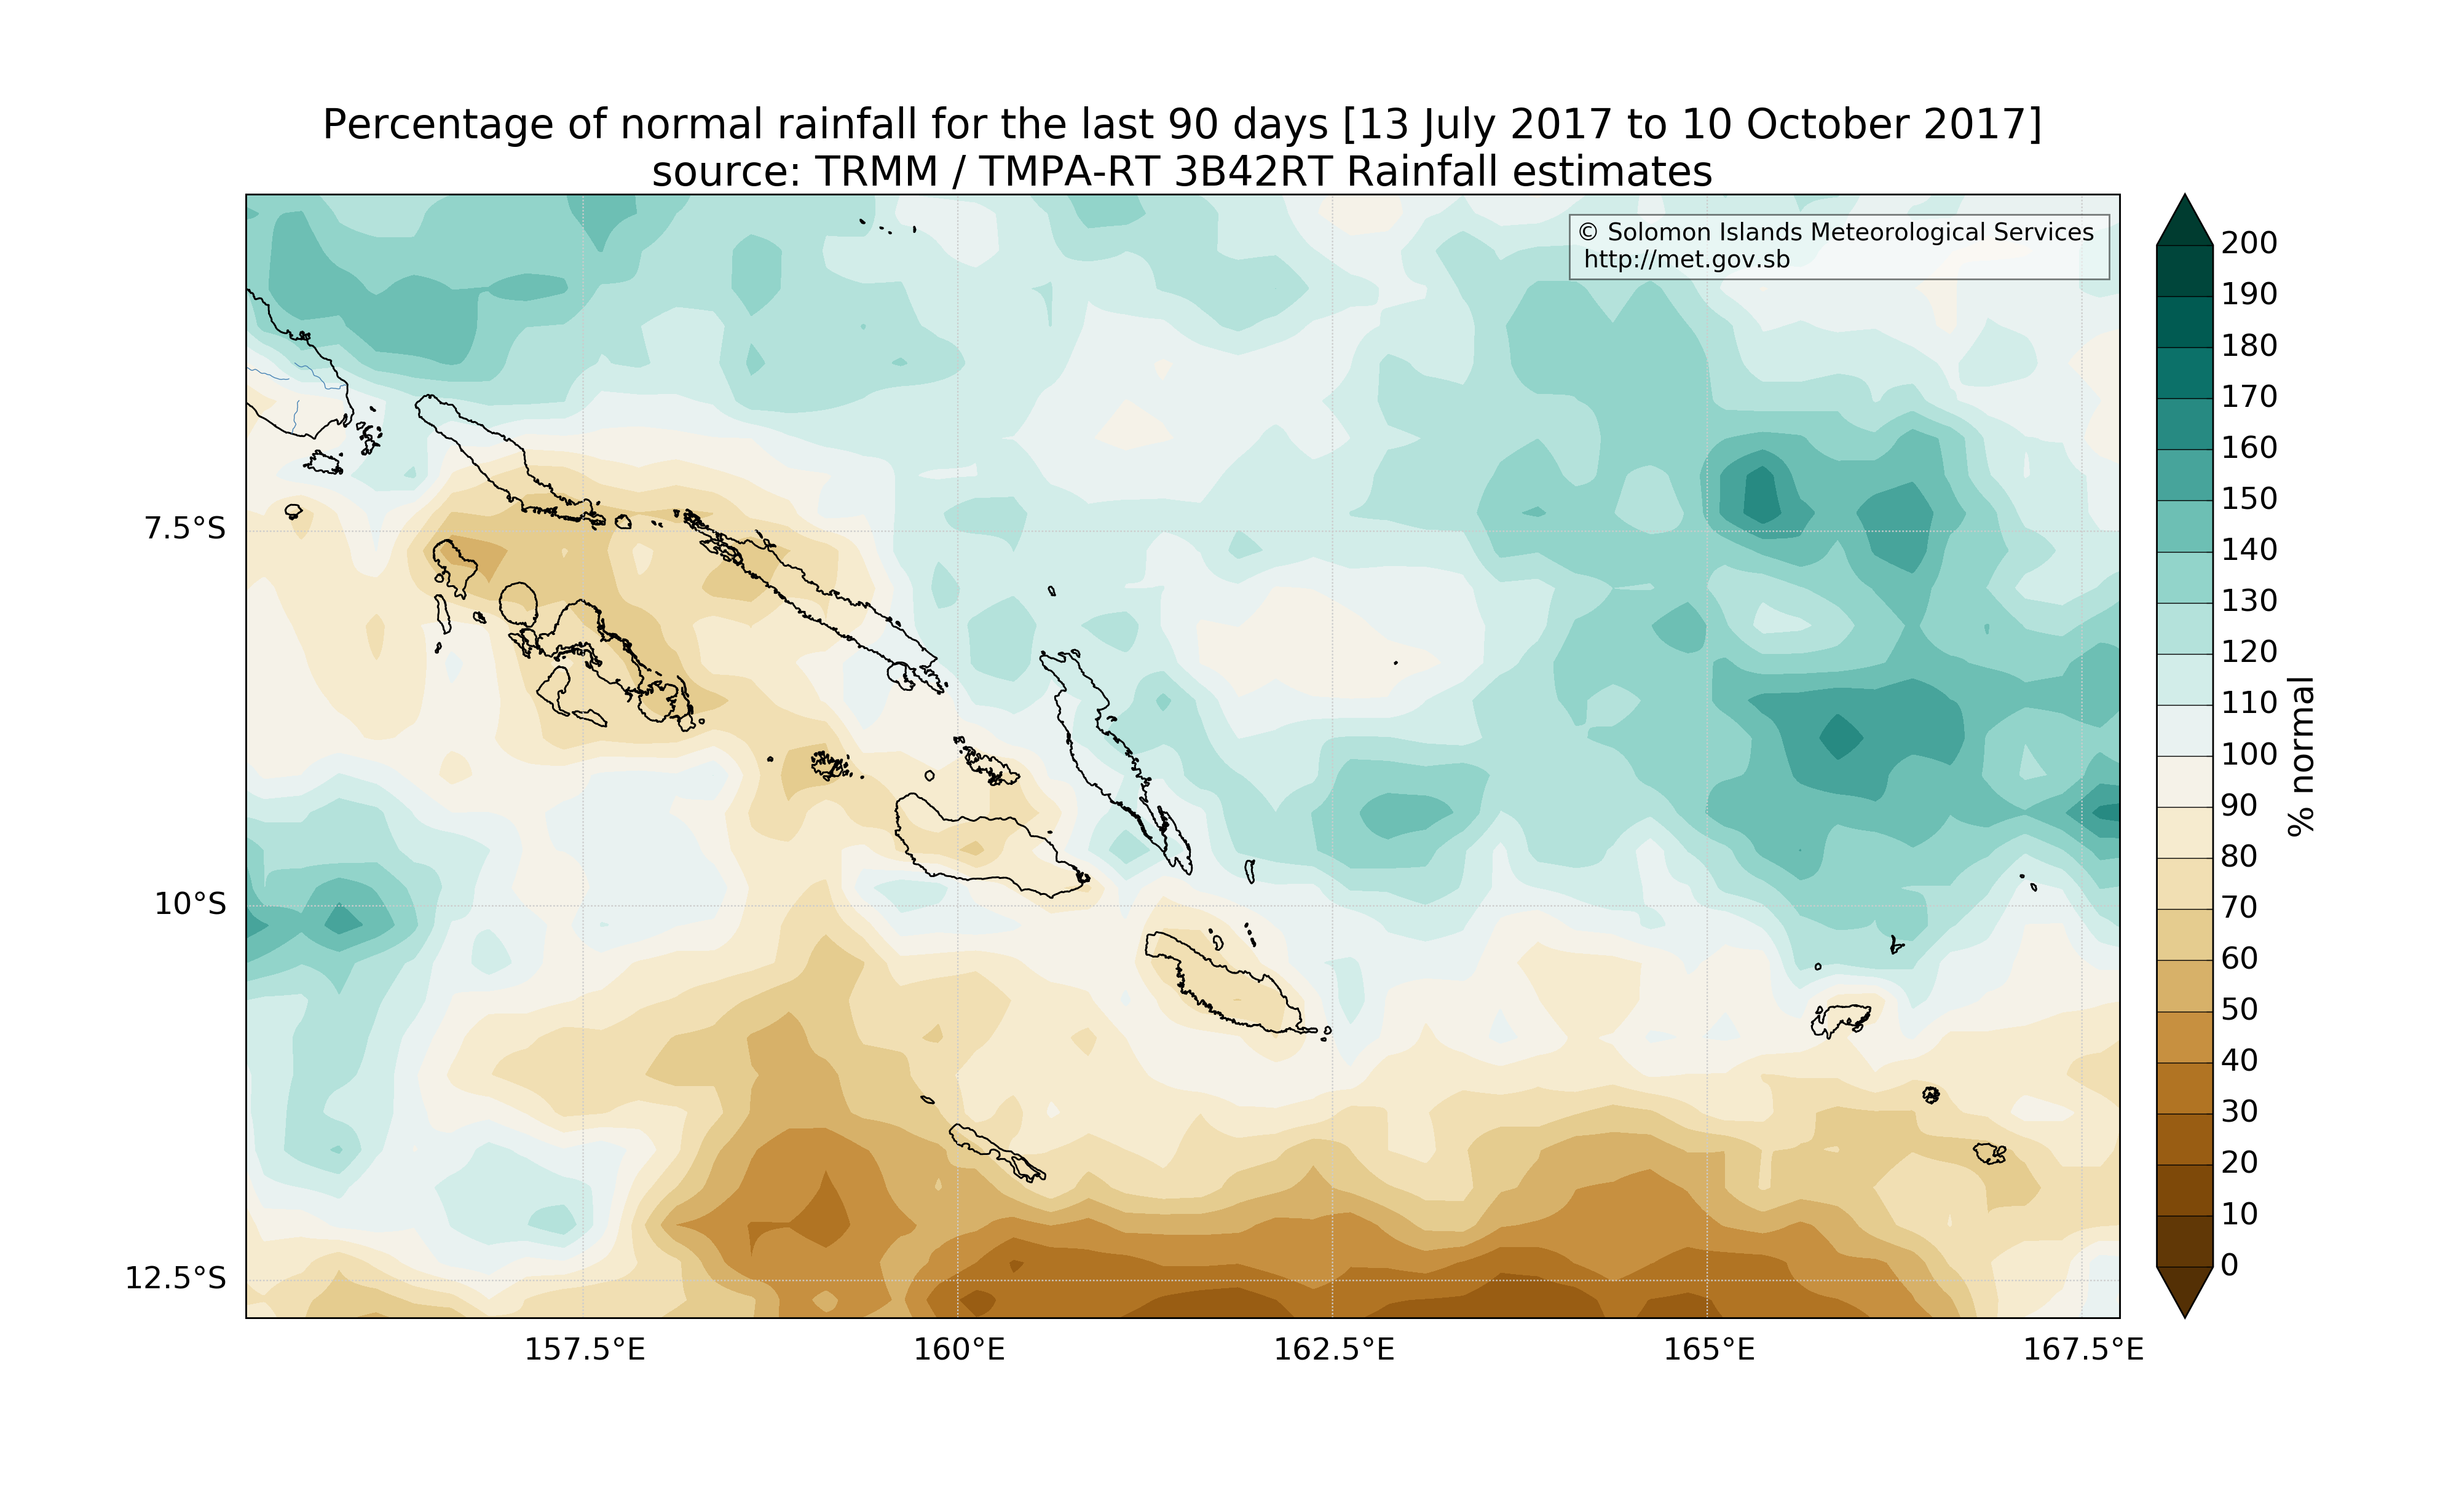 Percentage of normal rainfall for the last 90 days [13 July 2017 to 10 October 2017]
source: TRMM / TMPA-RT 3B42RT Rainfall estimates
© Solomon Islands Meteorological Services
http://met.gov.sb
7.5°S
10°S
12.5°S
157.5°E
160°E
162.5°E
165°E
167.5°E
200
190
180
170
160
150
140
130
120
110
100
90
80
70
60
50
40
30
20
10
0
% normal